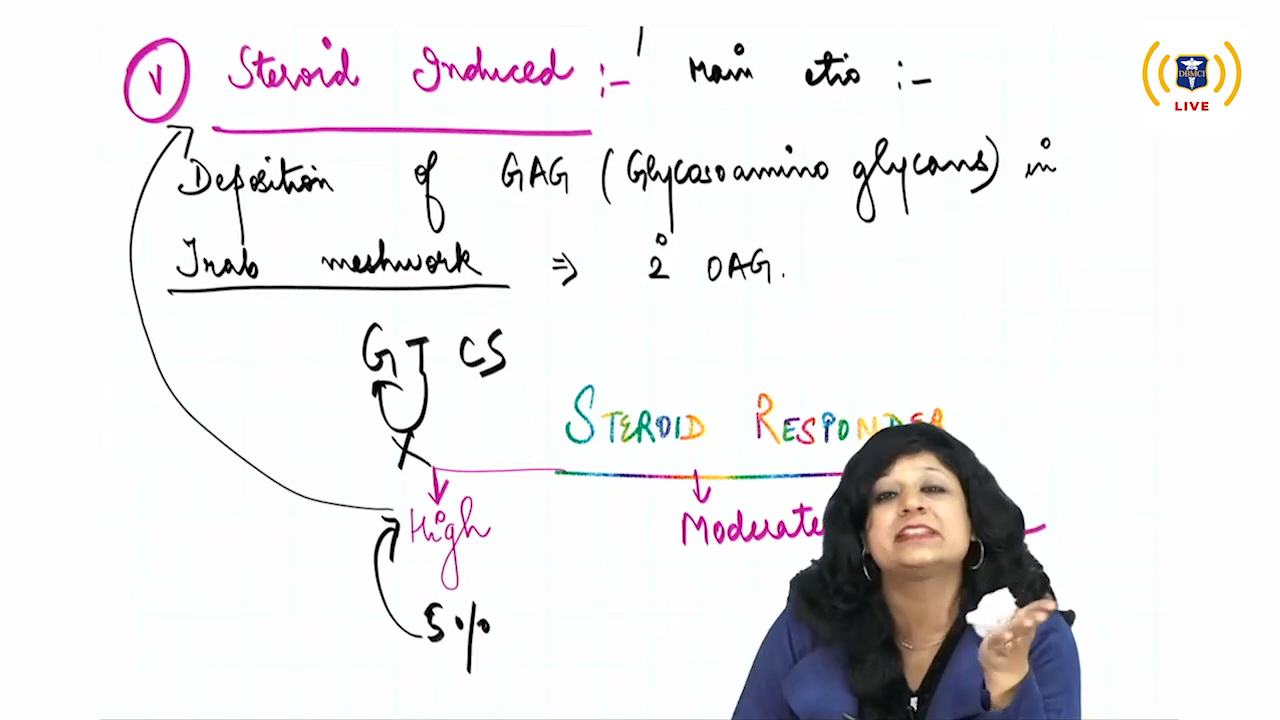 V Steroid Induced :- Main etio :-
Deposition of GAG (Glycosoamino glycans) in
Trab meshwork ⇒ 2° OAG.
GT CS
STEROID RESPONDER
High Moderate
5%
DBMCI
LIVE